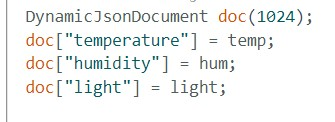 DynamicJsonDocument doc(1024);
doc["temperature"] = temp;
doc["humidity"] = hum;
doc["light"] = light;